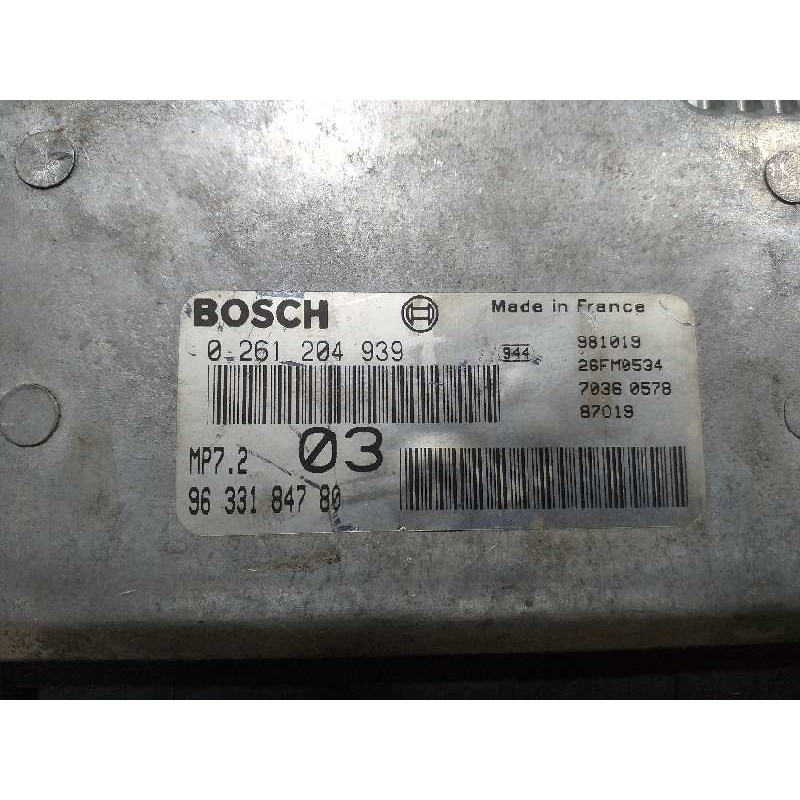 BOSCH Made in France
0 261 204 939 944 981019
26FM0534
7036 0578
87019
MP7.2 03
96 331 847 80